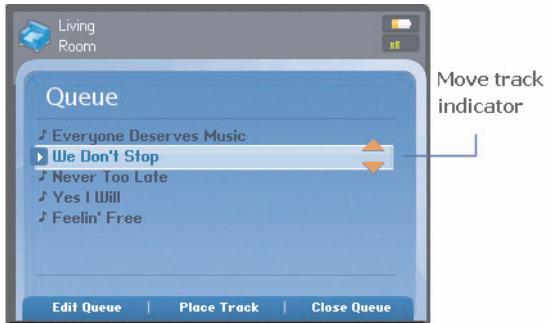 Living
Room
Queue
Everyone Deserves Music
We Don't Stop
Never Too Late
Yes I Will
Feelin' Free
Edit Queue | Place Track | Close Queue
Move track
indicator